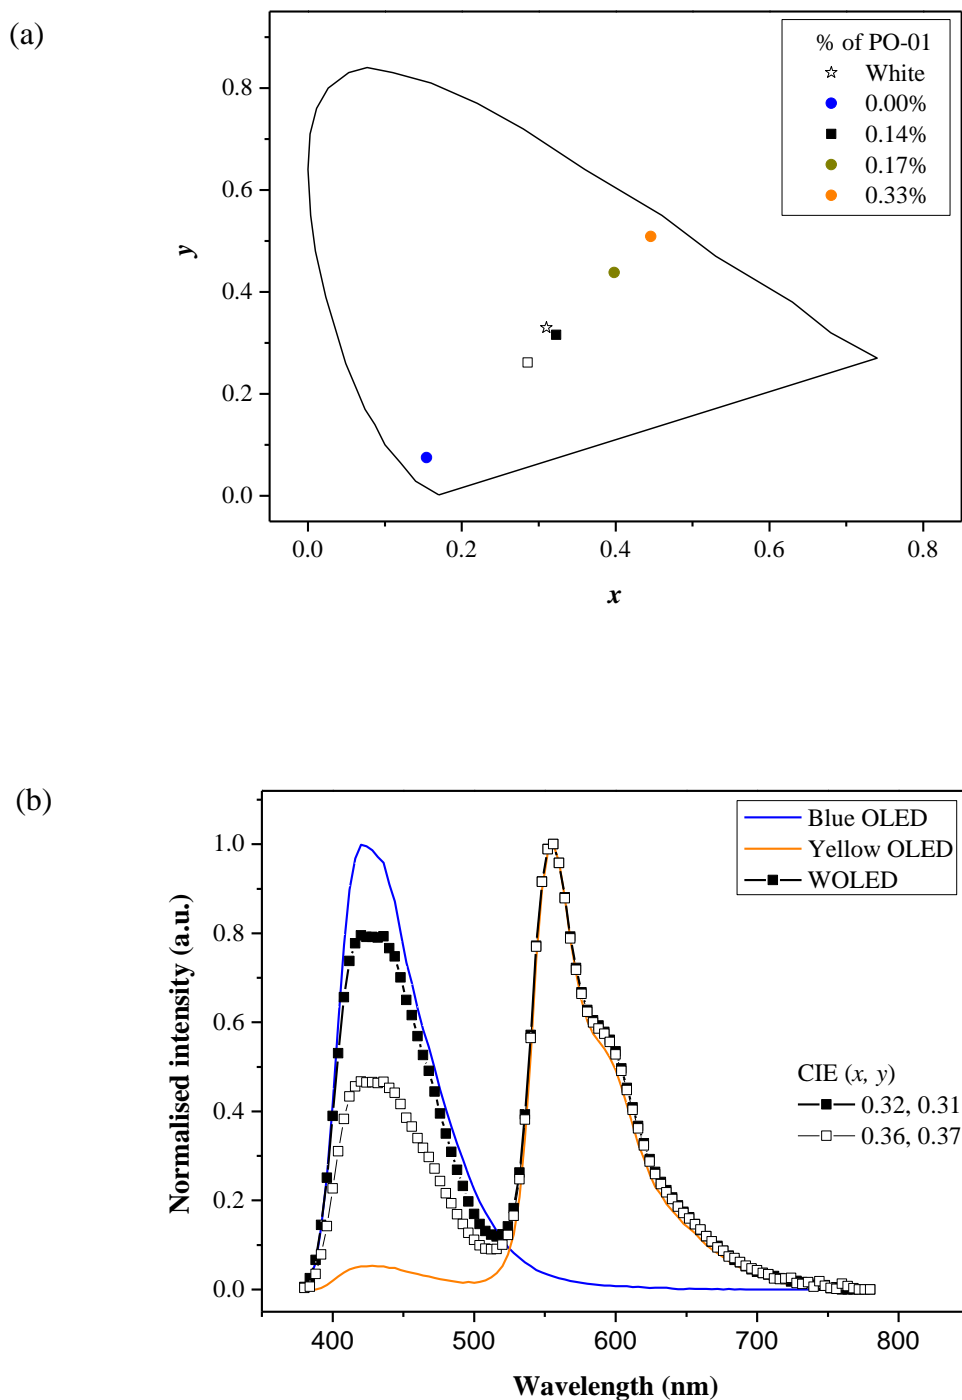 (a)
% of PO-01
White
0.00%
0.14%
0.17%
0.33%
0.8
0.6
0.4
0.2
0.0
y
0.0 0.2 0.4 0.6 0.8
x
(b)
Blue OLED
Yellow OLED
WOLED
1.0
0.8
0.6
0.4
0.2
0.0
Normalised intensity (a.u.)
CIE (x, y)
0.32, 0.31
0.36, 0.37
400 500 600 700 800
Wavelength (nm)